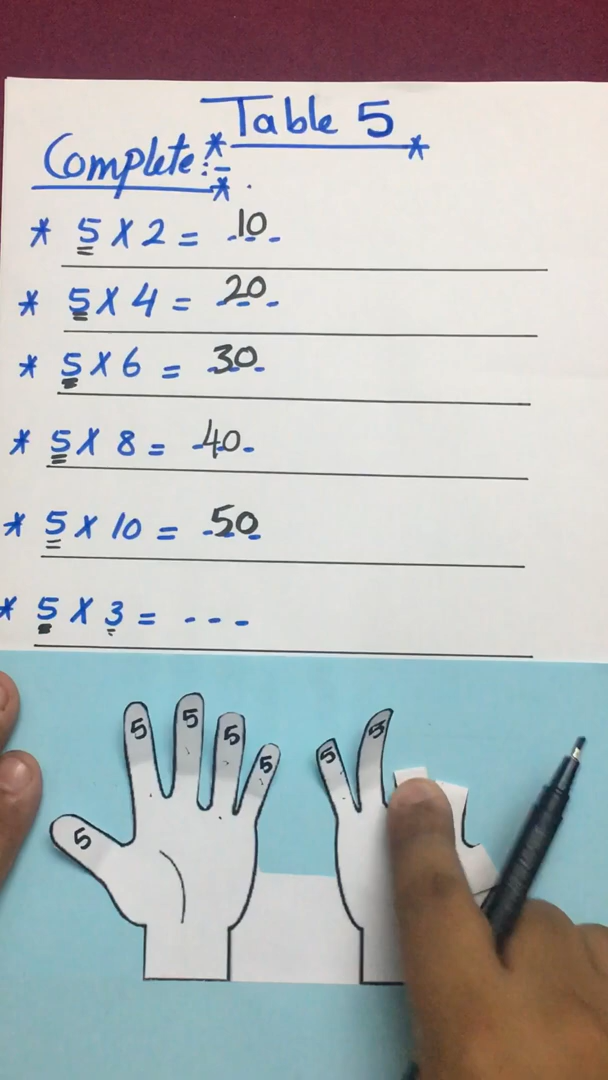 Table 5
Complete:-
* 5 X 2 = 10
* 5 X 4 = 20
* 5 X 6 = 30
* 5 X 8 = 40
* 5 X 10 = 50
* 5 X 3 = ---
5 5 5 5 5 5 5